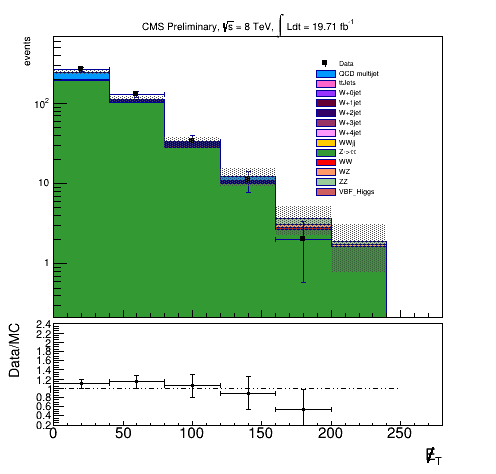 CMS Preliminary, √s = 8 TeV, ∫ Ldt = 19.71 fb⁻¹
events
10²
10
1
Data
QCD multijet
ttJets
W+0jet
W+1jet
W+2jet
W+3jet
W+4jet
WWjj
Z->ττ
WW
WZ
ZZ
VBF_Higgs
Data/MC
2.4
2.2
2
1.8
1.6
1.4
1.2
1
0.8
0.6
0.4
0.2
0 50 100 150 200 250
E̸_T